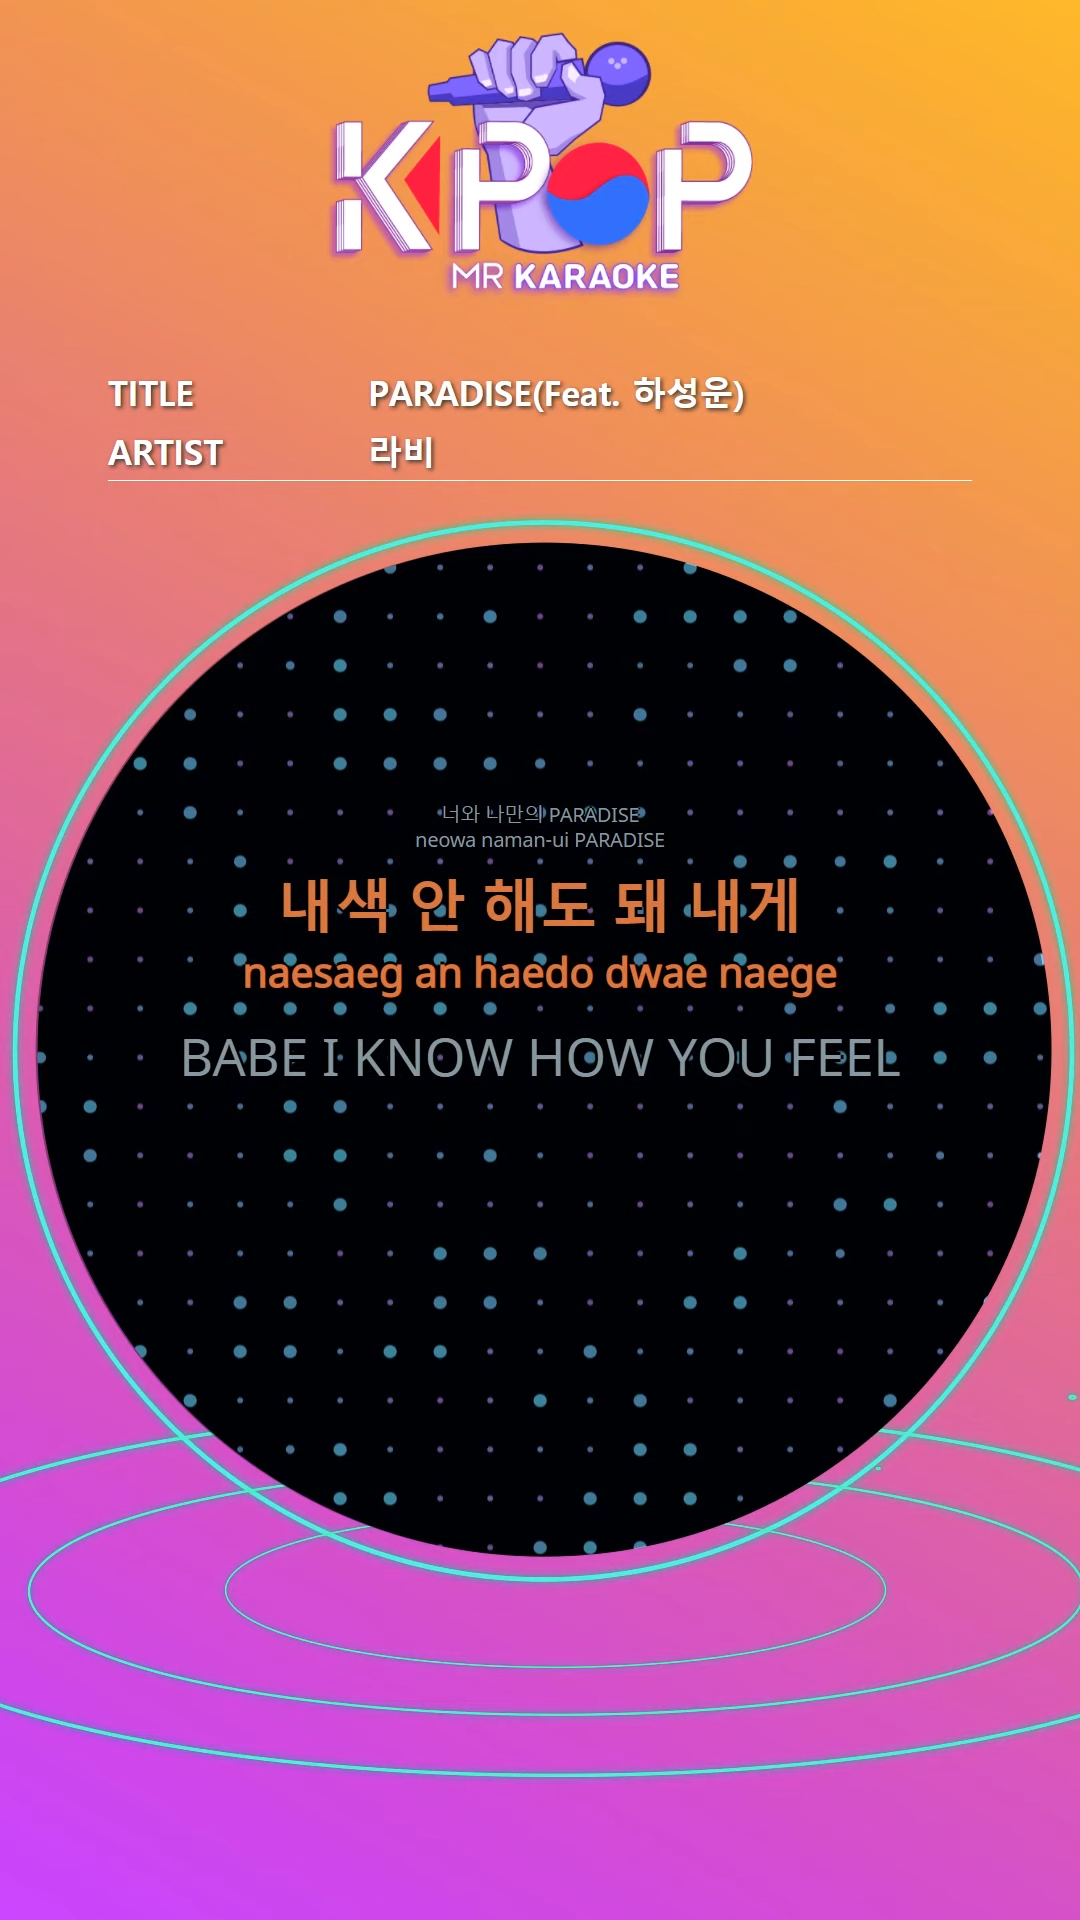 KPOP
MR KARAOKE
TITLE PARADISE(Feat. 하성운)
ARTIST 라비
너와 나만의 PARADISE
neowa naman-ui PARADISE
내색 안 해도 돼 내게
naesaeg an haedo dwae naege
BABE I KNOW HOW YOU FEEL